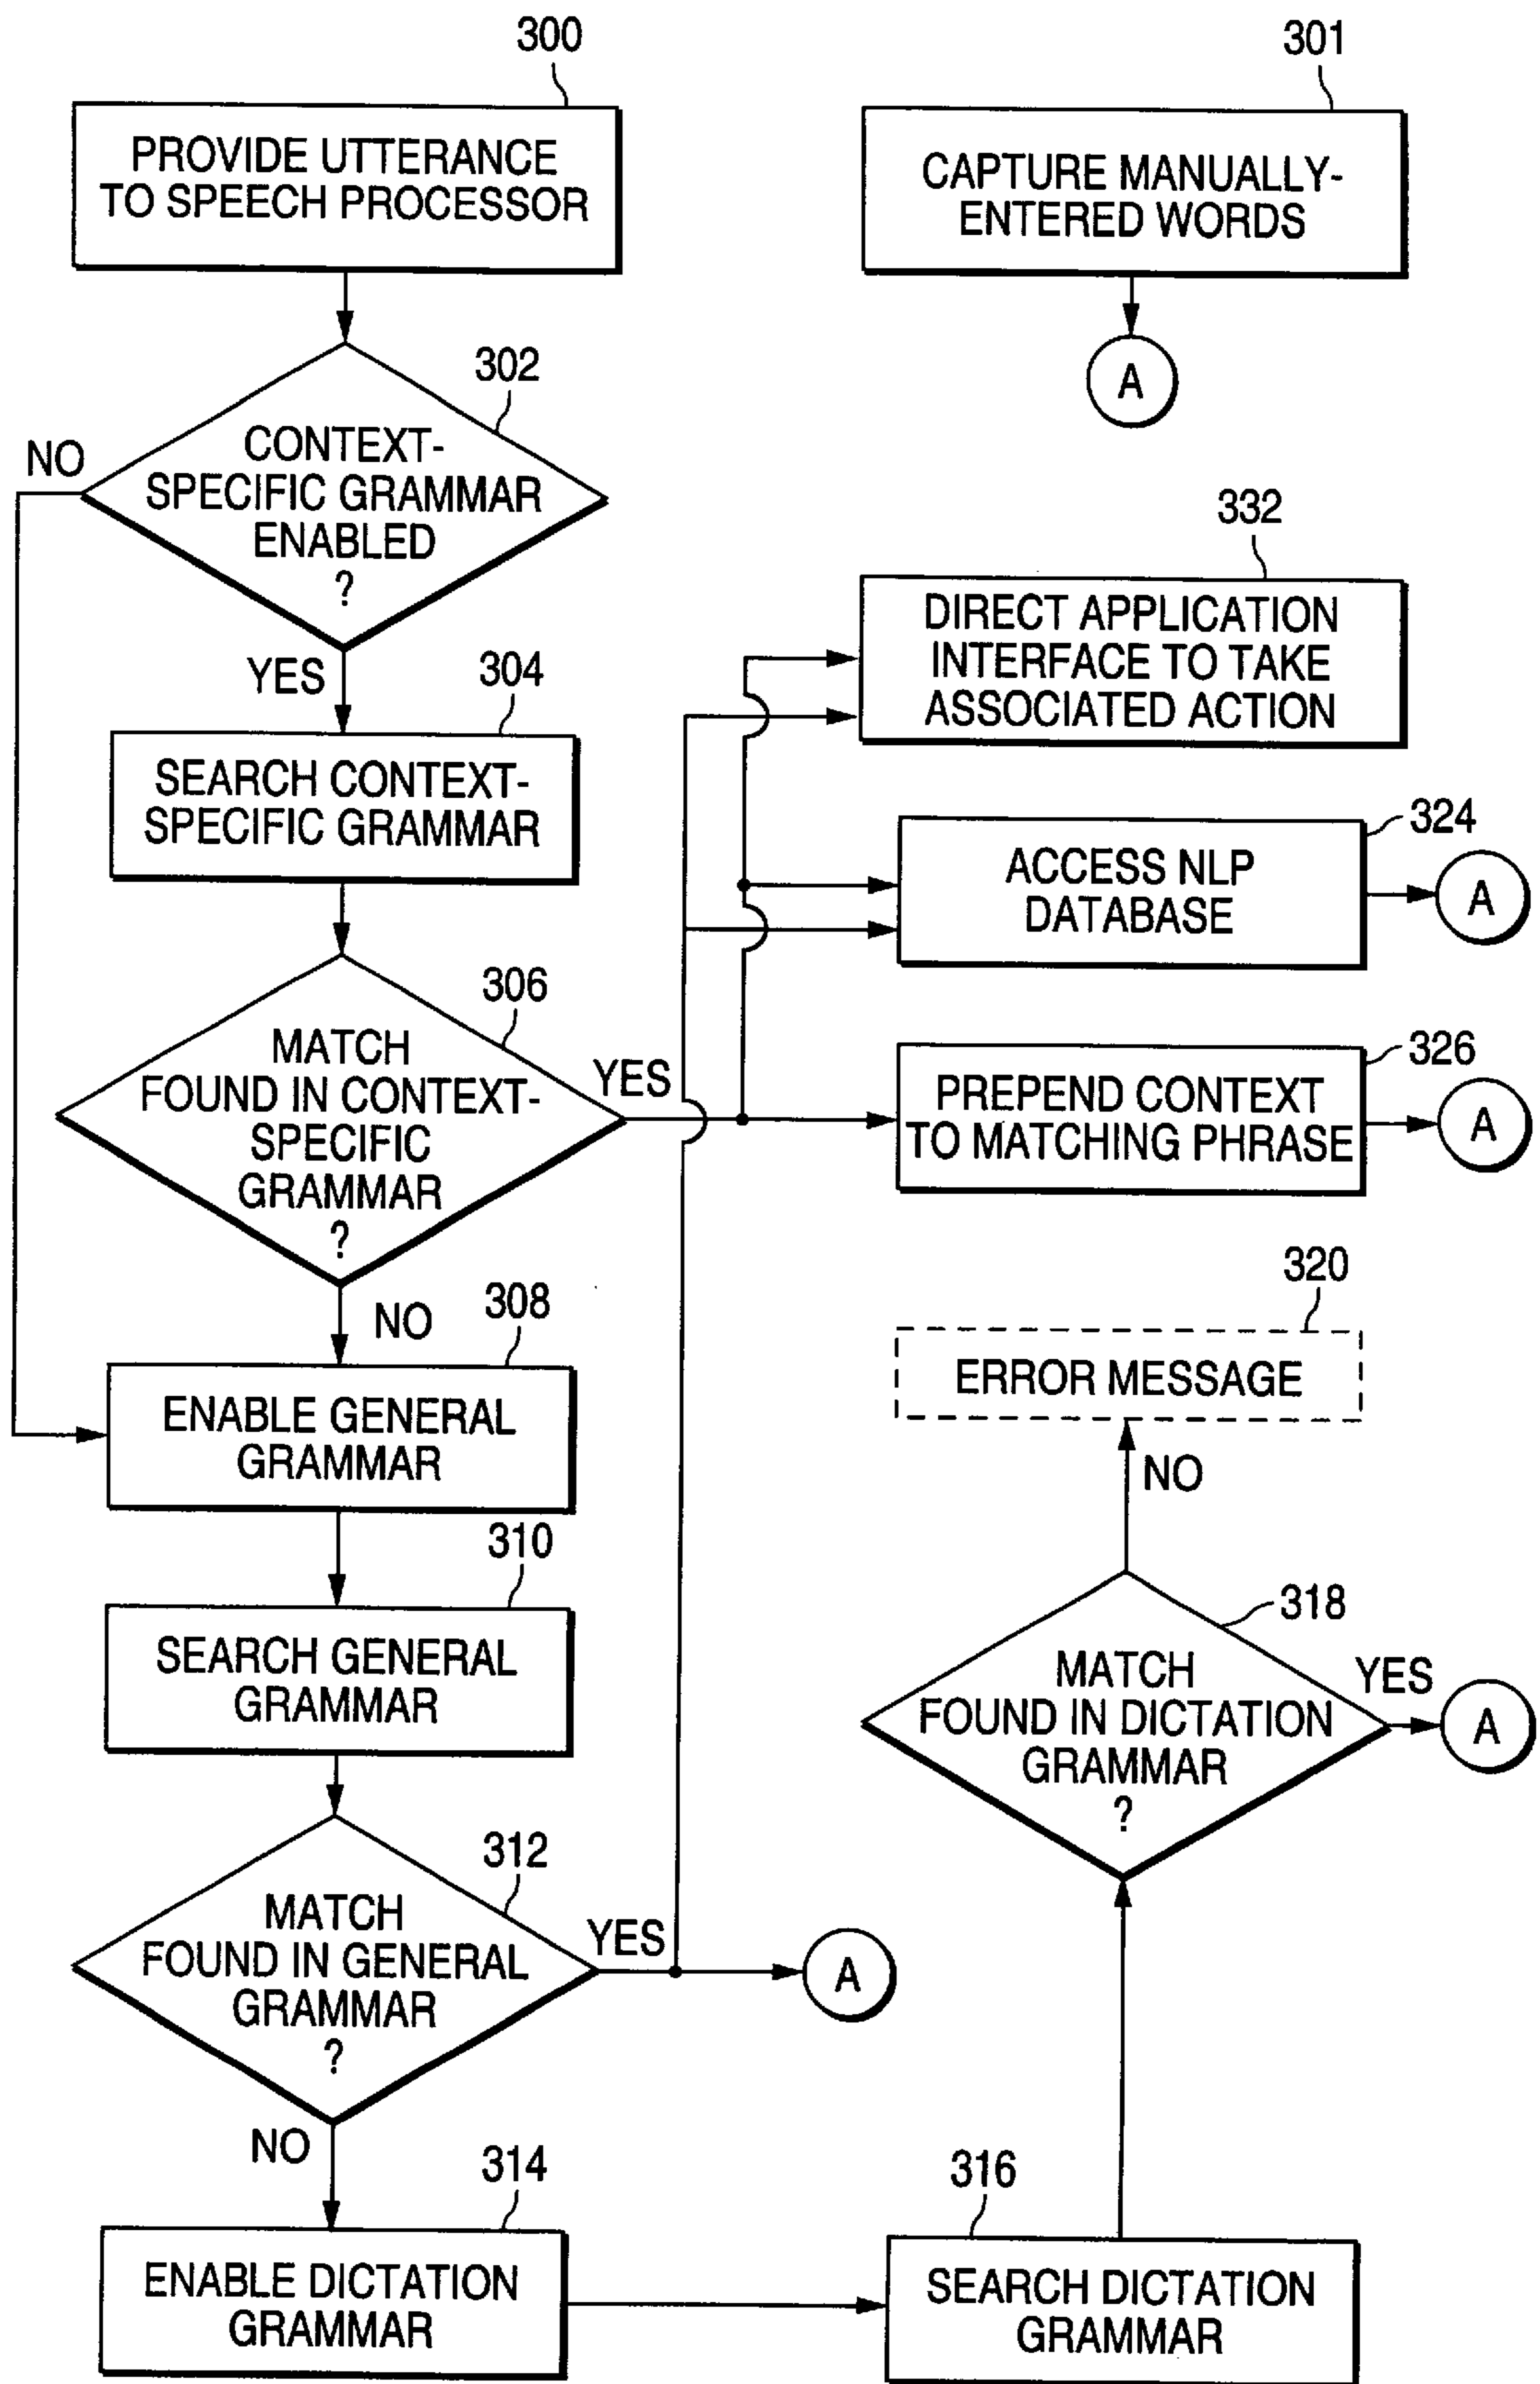 300
PROVIDE UTTERANCE
TO SPEECH PROCESSOR
301
CAPTURE MANUALLY-
ENTERED WORDS
A
302
CONTEXT-
SPECIFIC GRAMMAR
ENABLED
?
NO
YES
304
SEARCH CONTEXT-
SPECIFIC GRAMMAR
332
DIRECT APPLICATION
INTERFACE TO TAKE
ASSOCIATED ACTION
324
ACCESS NLP
DATABASE
A
306
MATCH
FOUND IN CONTEXT-
SPECIFIC
GRAMMAR
?
YES
NO
326
PREPEND CONTEXT
TO MATCHING PHRASE
A
308
ENABLE GENERAL
GRAMMAR
320
ERROR MESSAGE
NO
310
SEARCH GENERAL
GRAMMAR
318
MATCH
FOUND IN DICTATION
GRAMMAR
?
YES
A
312
MATCH
FOUND IN GENERAL
GRAMMAR
?
YES
A
NO
314
ENABLE DICTATION
GRAMMAR
316
SEARCH DICTATION
GRAMMAR